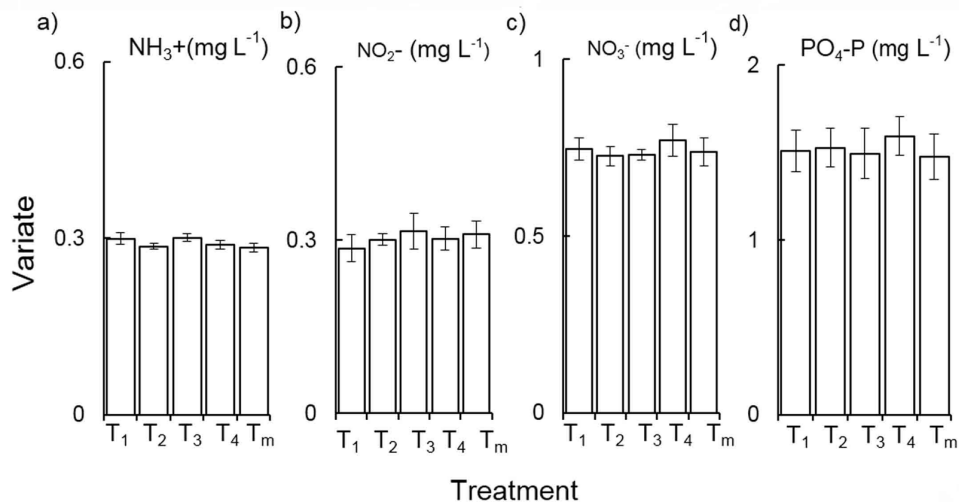 a)
NH₃+(mg L⁻¹)
0.6
0.3
0
T₁ T₂ T₃ T₄ Tₘ
b)
NO₂- (mg L⁻¹)
0.6
0.3
0
T₁ T₂ T₃ T₄ Tₘ
c)
NO₃- (mg L⁻¹)
1
0.5
0
T₁ T₂ T₃ T₄ Tₘ
d)
PO₄-P (mg L⁻¹)
2
1
0
T₁ T₂ T₃ T₄ Tₘ
Variate
Treatment